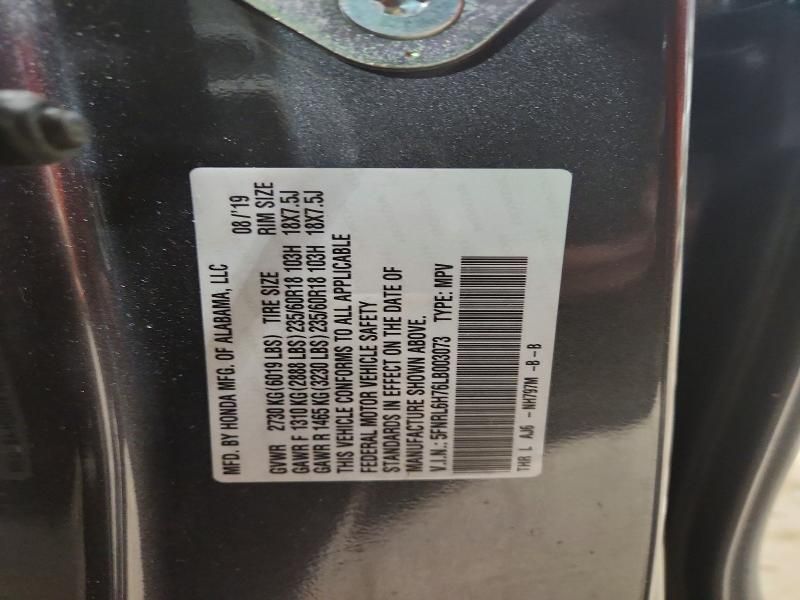 MFD. BY HONDA MFG. OF ALABAMA, LLC 08/'19
GVWR 2730 KG (6019 LBS) TIRE SIZE RIM SIZE
GAWR F 1310 KG (2888 LBS) 235/60R18 103H 18X7.5J
GAWR R 1465 KG (3230 LBS) 235/60R18 103H 18X7.5J
THIS VEHICLE CONFORMS TO ALL APPLICABLE
FEDERAL MOTOR VEHICLE SAFETY
STANDARDS IN EFFECT ON THE DATE OF
MANUFACTURE SHOWN ABOVE.
V.I.N.: 5FNRL6H76LB003073 TYPE: MPV
THR L AJ6 - NH797M -B-B